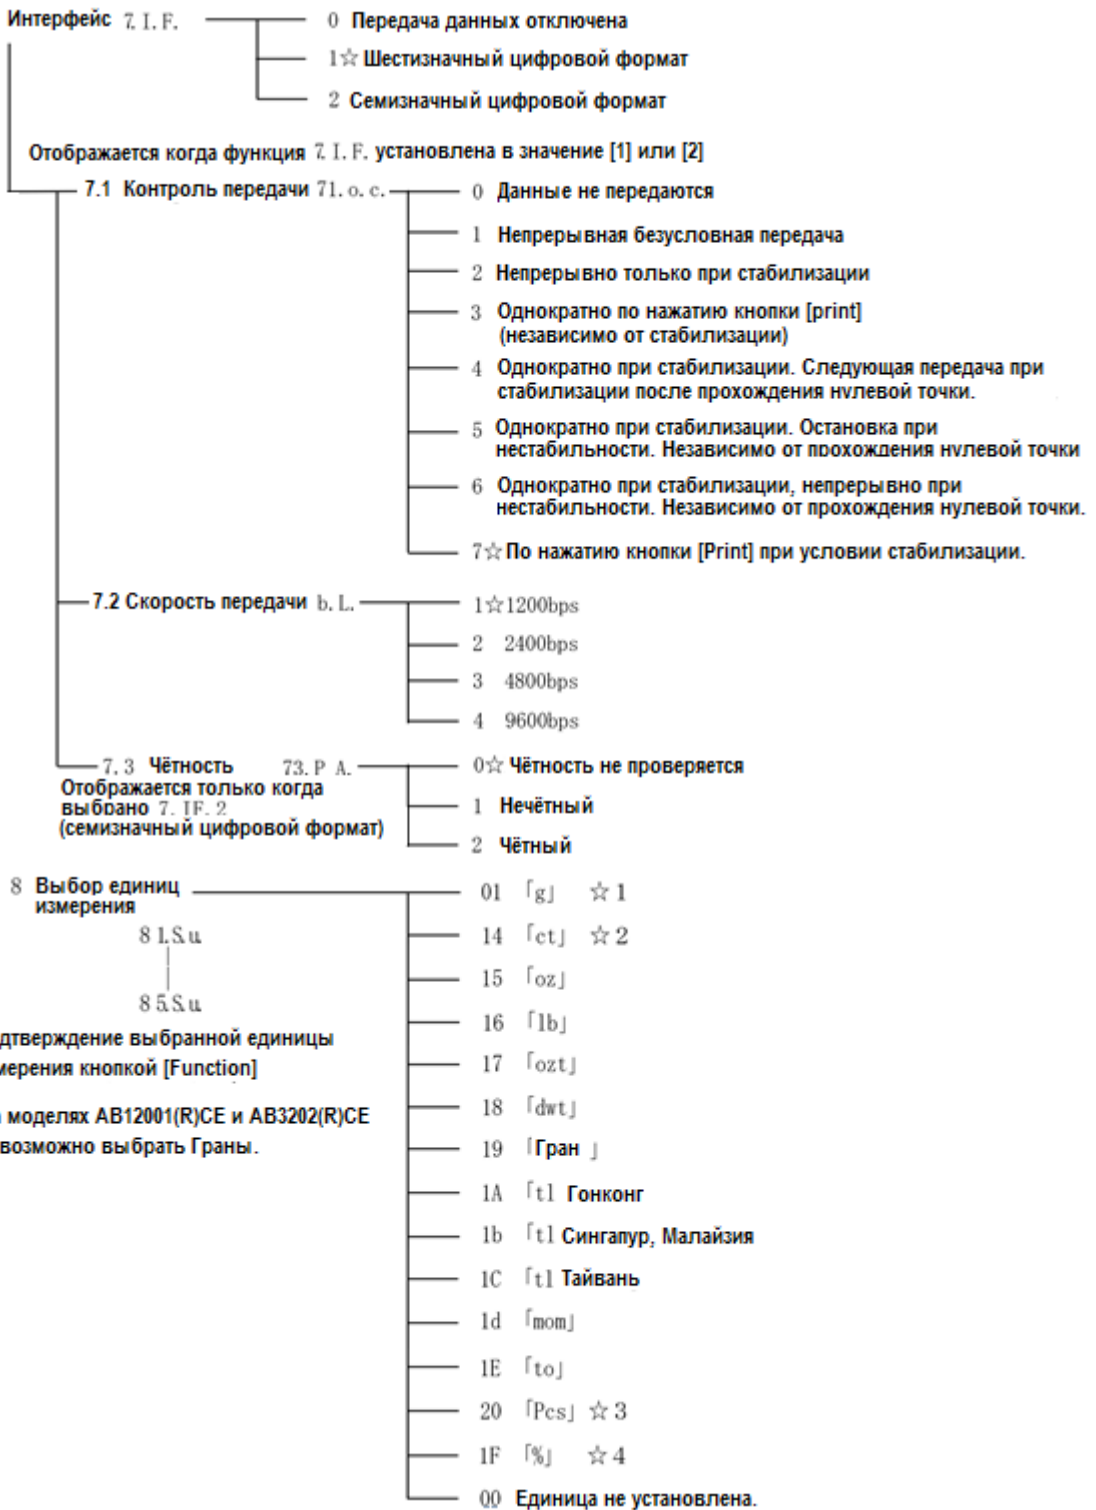 Интерфейс 7. I. F.
0 Передача данных отключена
1☆ Шестизначный цифровой формат
2 Семизначный цифровой формат
Отображается когда функция 7. I. F. установлена в значение [1] или [2]
7.1 Контроль передачи 71. o. c.
0 Данные не передаются
1 Непрерывная безусловная передача
2 Непрерывно только при стабилизации
3 Однократно по нажатию кнопки [print]
(независимо от стабилизации)
4 Однократно при стабилизации. Следующая передача при
стабилизации после прохождения нулевой точки.
5 Однократно при стабилизации. Остановка при
нестабильности. Независимо от прохождения нулевой точки
6 Однократно при стабилизации, непрерывно при
нестабильности. Независимо от прохождения нулевой точки.
7☆ По нажатию кнопки [Print] при условии стабилизации.
7.2 Скорость передачи b. L.
1☆1200bps
2 2400bps
3 4800bps
4 9600bps
7. 3 Чётность 73. P A.
0☆ Чётность не проверяется
Отображается только когда
выбрано 7. IF. 2
(семизначный цифровой формат)
1 Нечётный
2 Чётный
8 Выбор единиц
измерения
8 1. S. u.
8 5. S. u.
дтверждение выбранной единицы
мерения кнопкой [Function]
моделях AB12001(R)CE и AB3202(R)CE
возможно выбрать Граны.
01 「g」 ☆ 1
14 「ct」 ☆ 2
15 「oz」
16 「lb」
17 「ozt」
18 「dwt」
19 「Гран 」
1A 「tl Гонконг
1b 「tl Сингапур, Малайзия
1C 「tl Тайвань
1d 「mom」
1E 「to」
20 「Pcs」 ☆ 3
1F 「%」 ☆ 4
00 Единица не установлена.